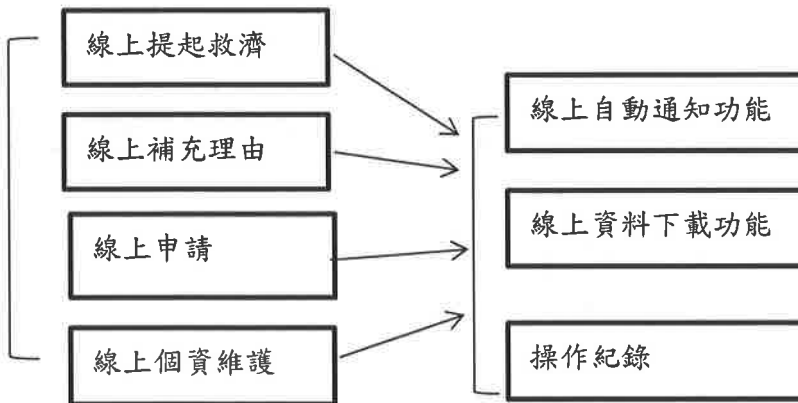 線上提起救濟
線上補充理由
線上申請
線上個資維護
線上自動通知功能
線上資料下載功能
操作紀錄